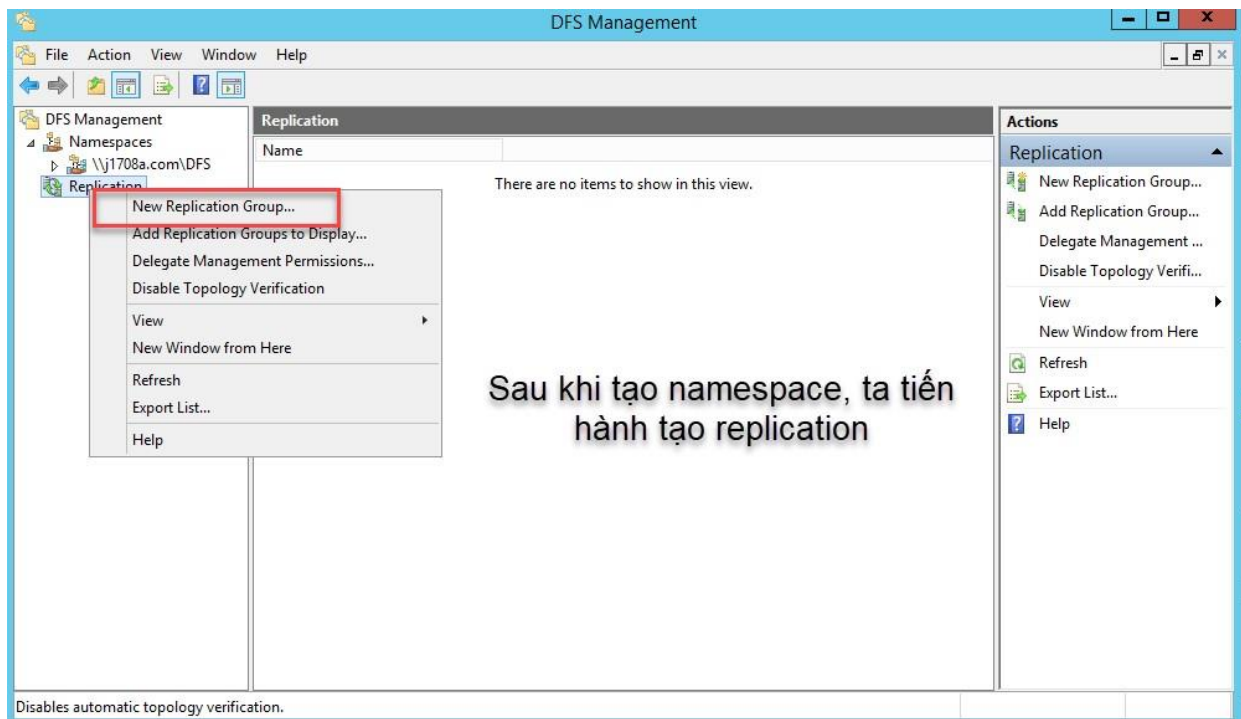 DFS Management
File Action View Window Help
DFS Management
Namespaces
\\j1708a.com\DFS
Replication
New Replication Group...
Add Replication Groups to Display...
Delegate Management Permissions...
Disable Topology Verification
View
New Window from Here
Refresh
Export List...
Help
Replication
Name
There are no items to show in this view.
Sau khi tạo namespace, ta tiến
hành tạo replication
Actions
Replication
New Replication Group...
Add Replication Group...
Delegate Management ...
Disable Topology Verifi...
View
New Window from Here
Refresh
Export List...
Help
Disables automatic topology verification.